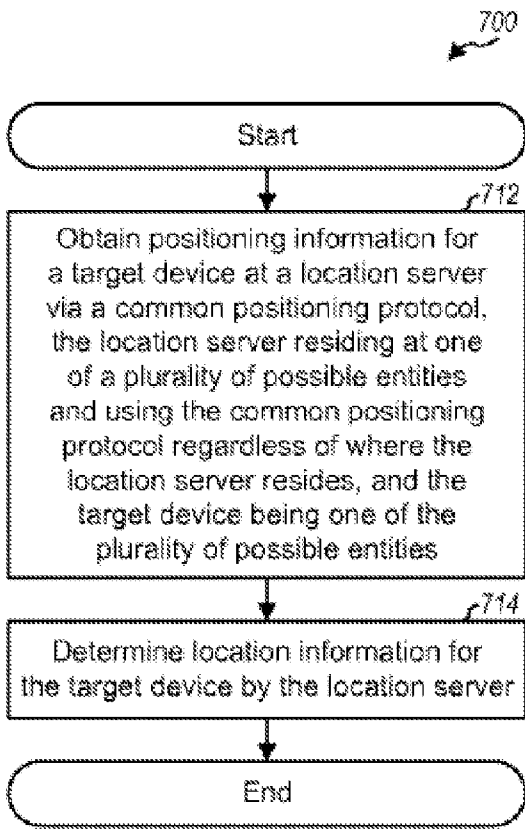 700
Start
712
Obtain positioning information for
a target device at a location server
via a common positioning protocol,
the location server residing at one
of a plurality of possible entities
and using the common positioning
protocol regardless of where the
location server resides, and the
target device being one of the
plurality of possible entities
714
Determine location information for
the target device by the location server
End